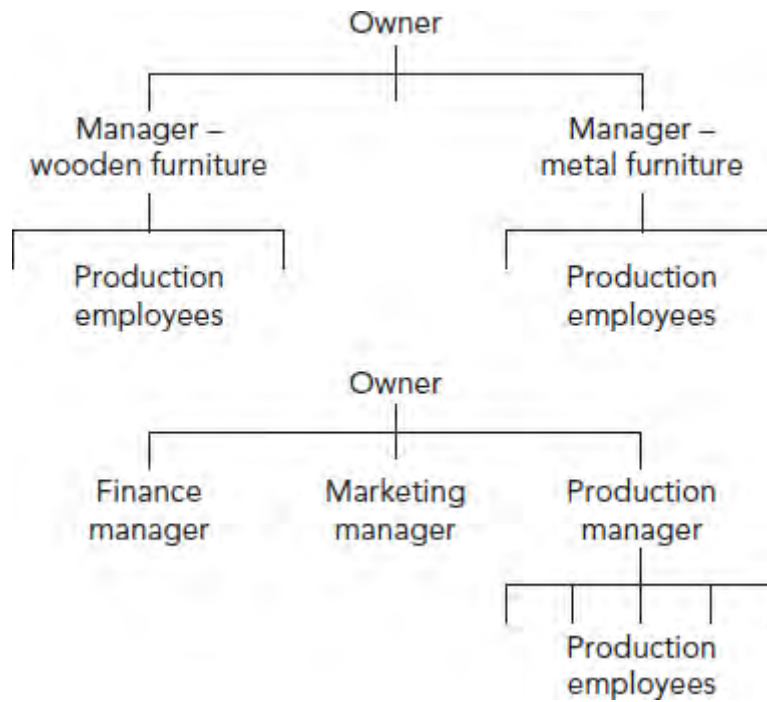 Owner
Manager –
wooden furniture
Manager –
metal furniture
Production
employees
Production
employees
Owner
Finance
manager
Marketing
manager
Production
manager
Production
employees